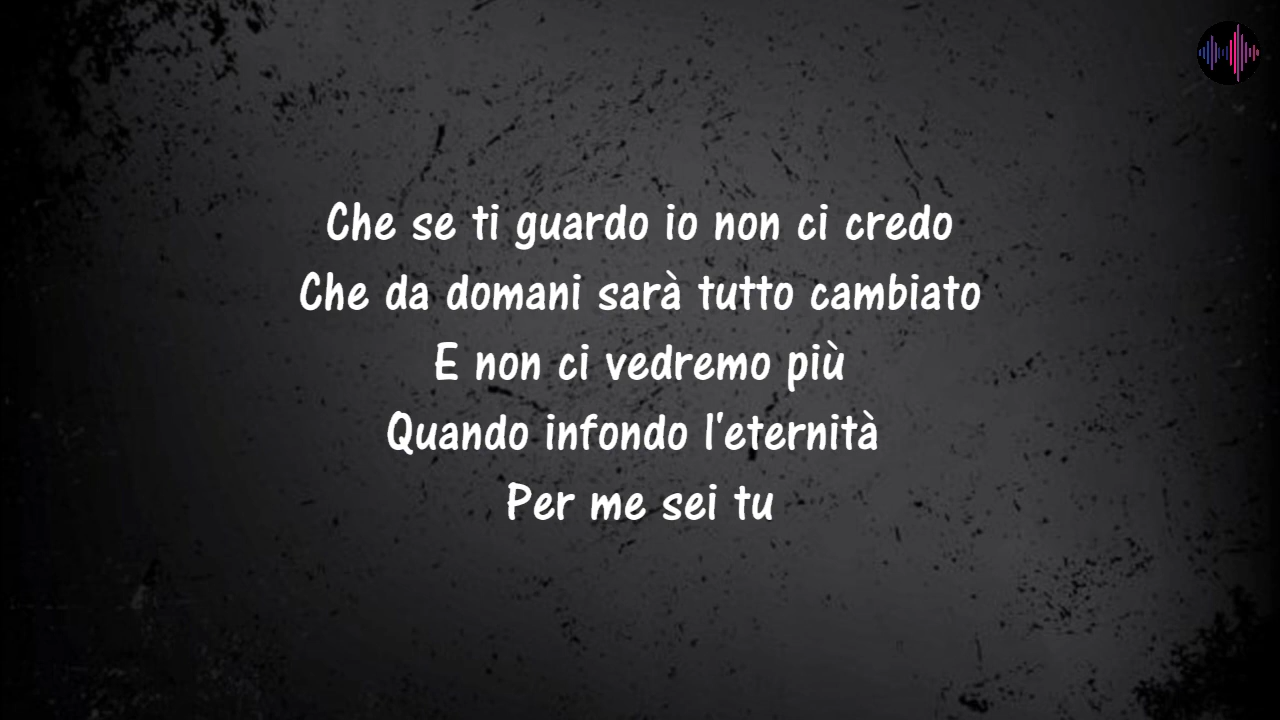 Che se ti guardo io non ci credo
Che da domani sarà tutto cambiato
E non ci vedremo più
Quando infondo l'eternità
Per me sei tu